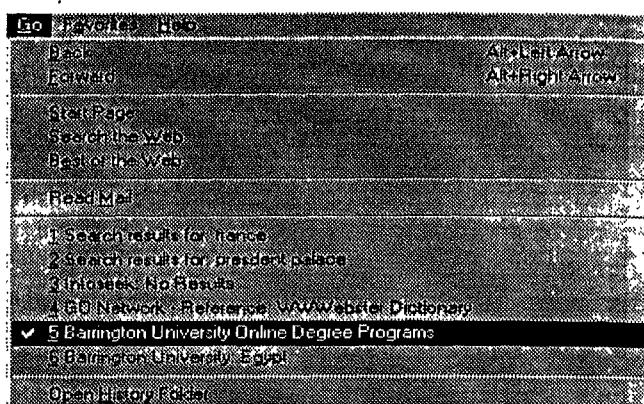 Go Favorites Help
Back Alt+Left Arrow
Forward Alt+Right Arrow
Start Page
Search the Web
Best of the Web
Read Mail
1 Search results for: france
2 Search results for: presdent palace
3 Infoseek: No Results
4 GO Network - Reference: WWWebster Dictionary
✓ 5 Barrington University Online Degree Programs
6 Barrington University, Egypt
Open History Folder